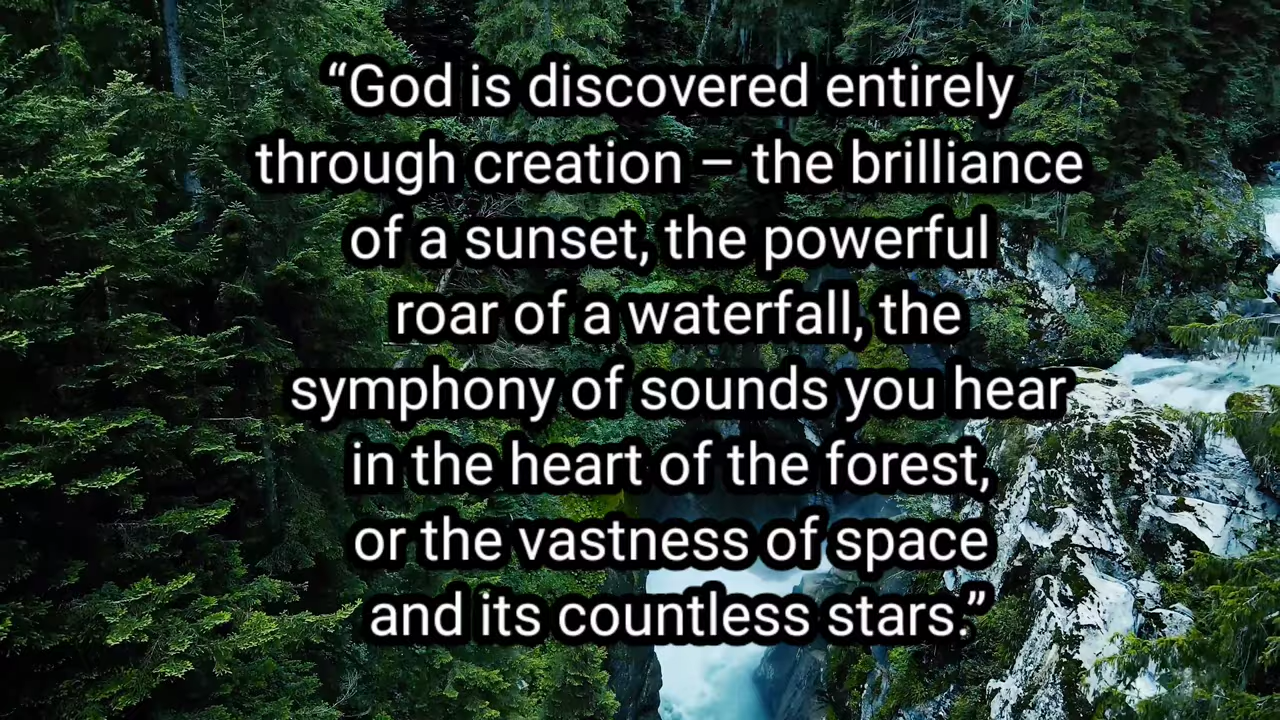 “God is discovered entirely
through creation – the brilliance
of a sunset, the powerful
roar of a waterfall, the
symphony of sounds you hear
in the heart of the forest,
or the vastness of space
and its countless stars.”